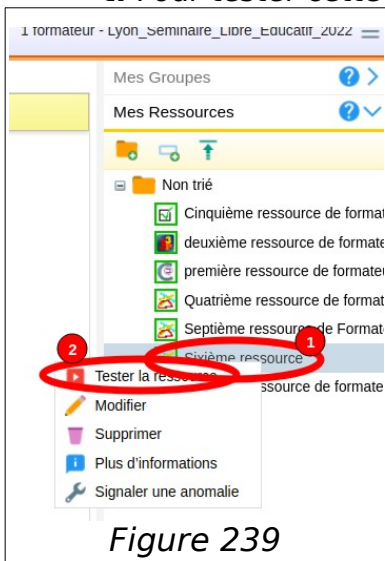 1 formateur - Lyon_Seminaire_Libre_Educatif_2022
Mes Groupes
Mes Ressources
Non trié
Cinquième ressource de format
deuxième ressource de formate
première ressource de formateu
Quatrième ressource de format
Septième ressource de Format
1
Sixième ressource
2
Tester la ressource
ssource de formate
Modifier
Supprimer
Plus d'informations
Signaler une anomalie
Figure 239